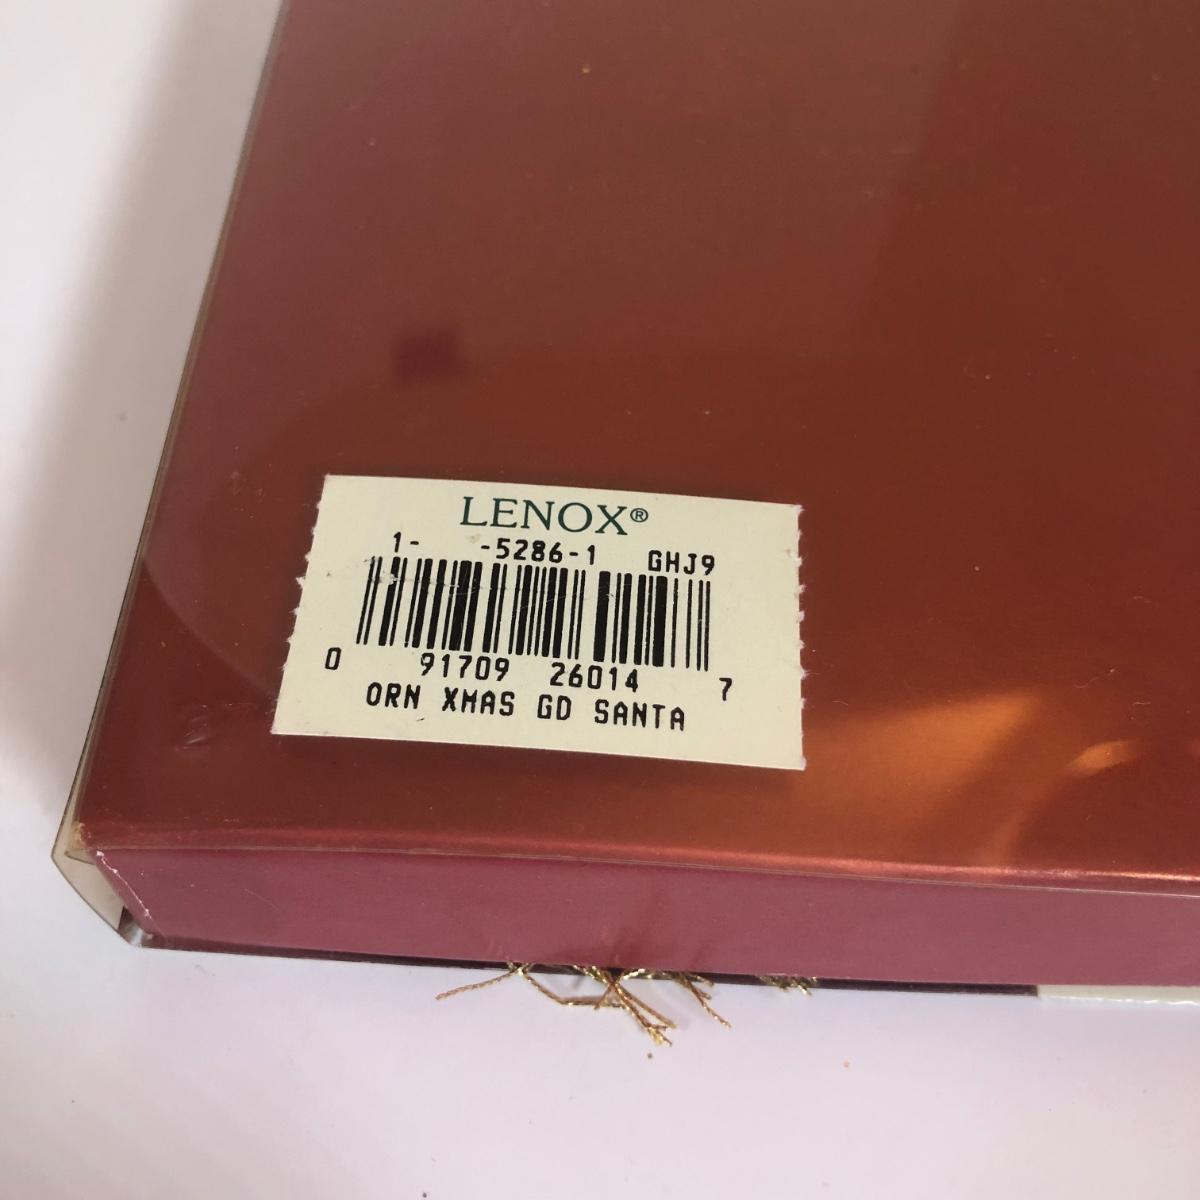 LENOX®
1- -5286-1 GHJ9
0 91709 26014 7
ORN XMAS GD SANTA